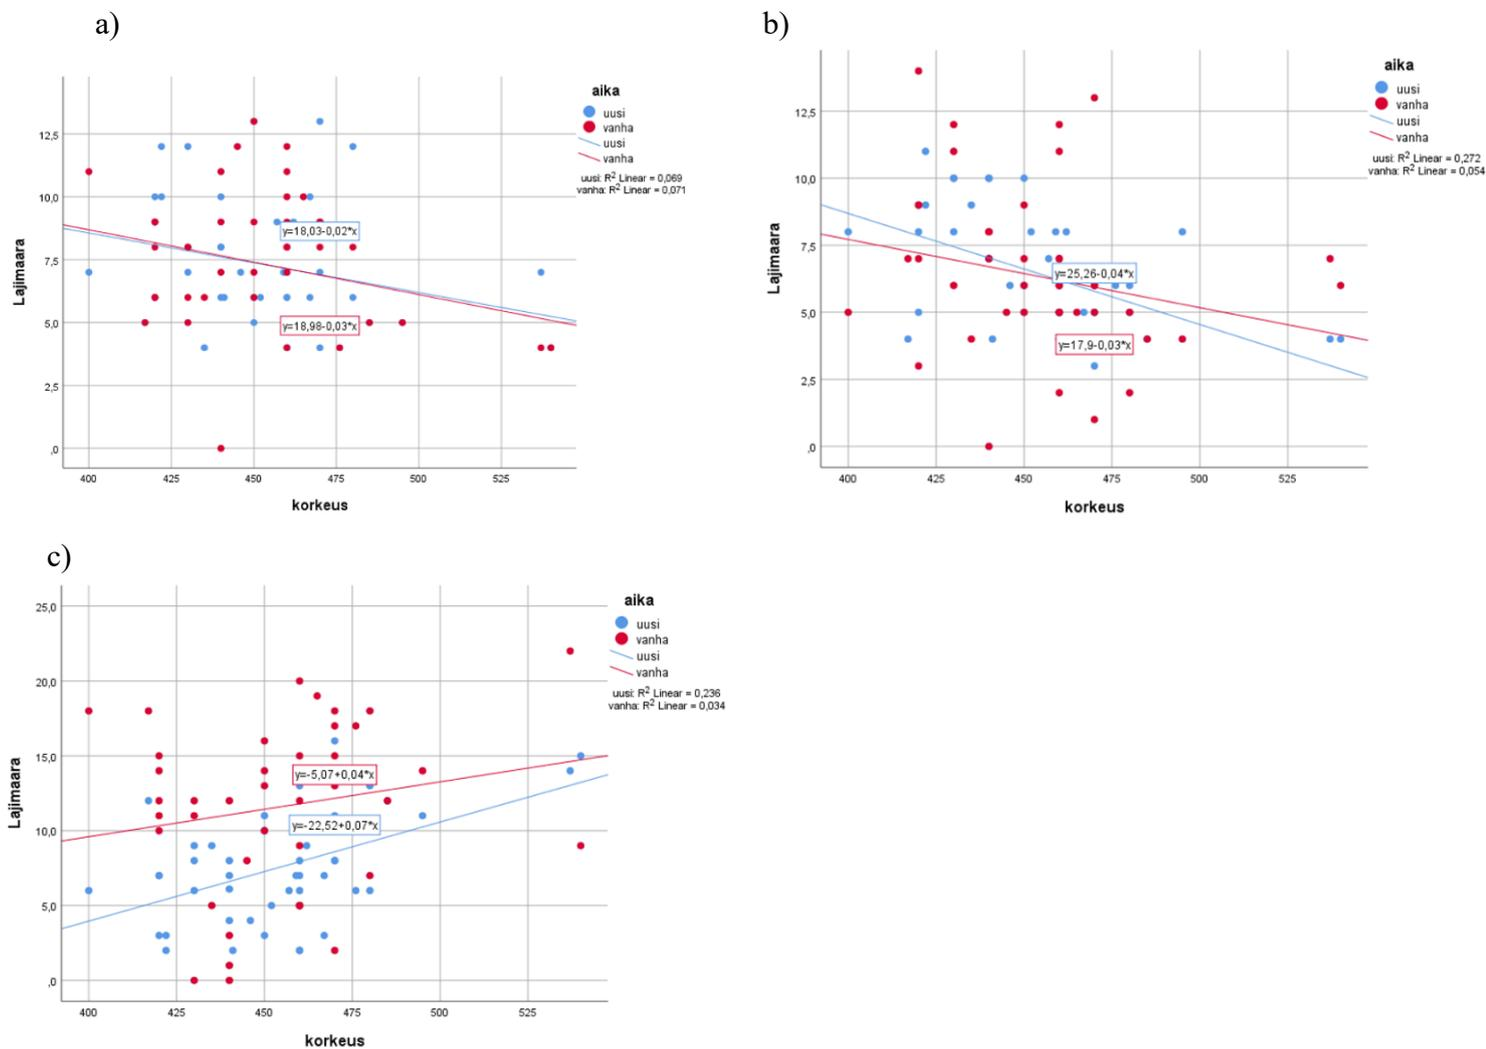 a)
aika
uusi
vanha
uusi
vanha
uusi: R2 Linear = 0,069
vanha: R2 Linear = 0,071
12,5
10,0
7,5
5,0
2,5
,0
Lajimaara
y=18,03-0,02*x
y=18,98-0,03*x
400 425 450 475 500 525
korkeus
b)
aika
uusi
vanha
uusi
vanha
uusi: R2 Linear = 0,272
vanha: R2 Linear = 0,054
12,5
10,0
7,5
5,0
2,5
,0
Lajimaara
y=25,26-0,04*x
y=17,9-0,03*x
400 425 450 475 500 525
korkeus
c)
aika
uusi
vanha
uusi
vanha
uusi: R2 Linear = 0,236
vanha: R2 Linear = 0,034
25,0
20,0
15,0
10,0
5,0
,0
Lajimaara
y=-5,07+0,04*x
y=-22,52+0,07*x
400 425 450 475 500 525
korkeus